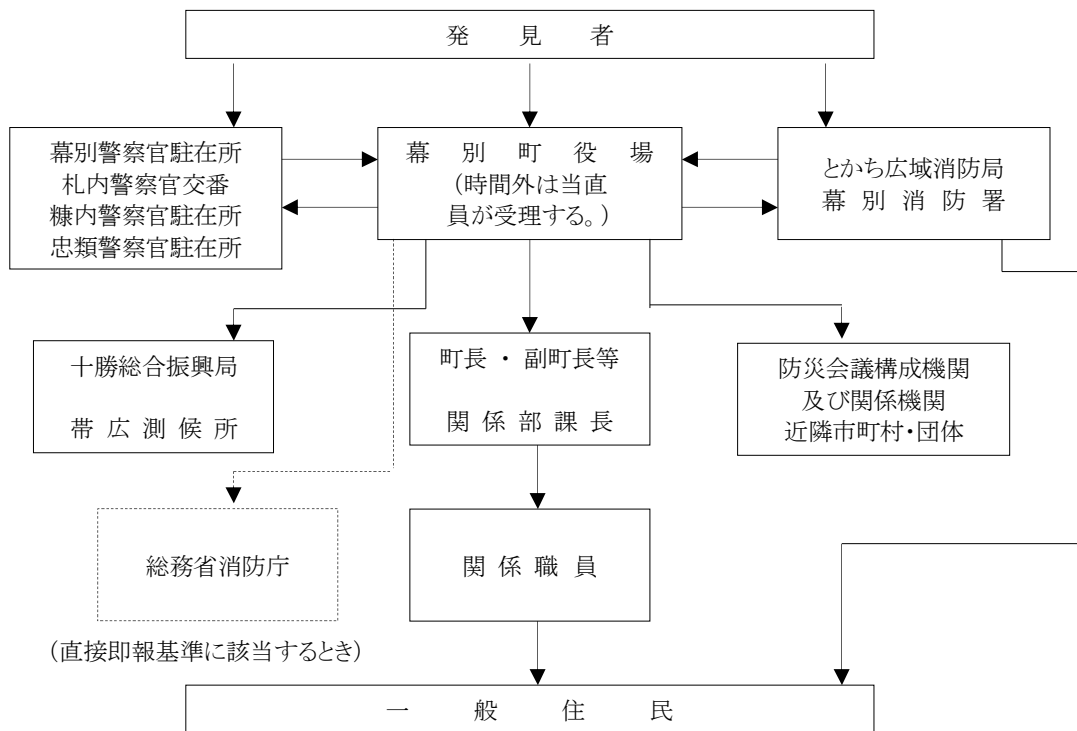 発見者
幕別警察官駐在所
札内警察官交番
糠内警察官駐在所
忠類警察官駐在所
幕別町役場
(時間外は当直
員が受理する。)
とかち広域消防局
幕別消防署
十勝総合振興局
帯広測候所
町長・副町長等
関係部課長
防災会議構成機関
及び関係機関
近隣市町村・団体
総務省消防庁
関係職員
(直接即報基準に該当するとき)
一般住民